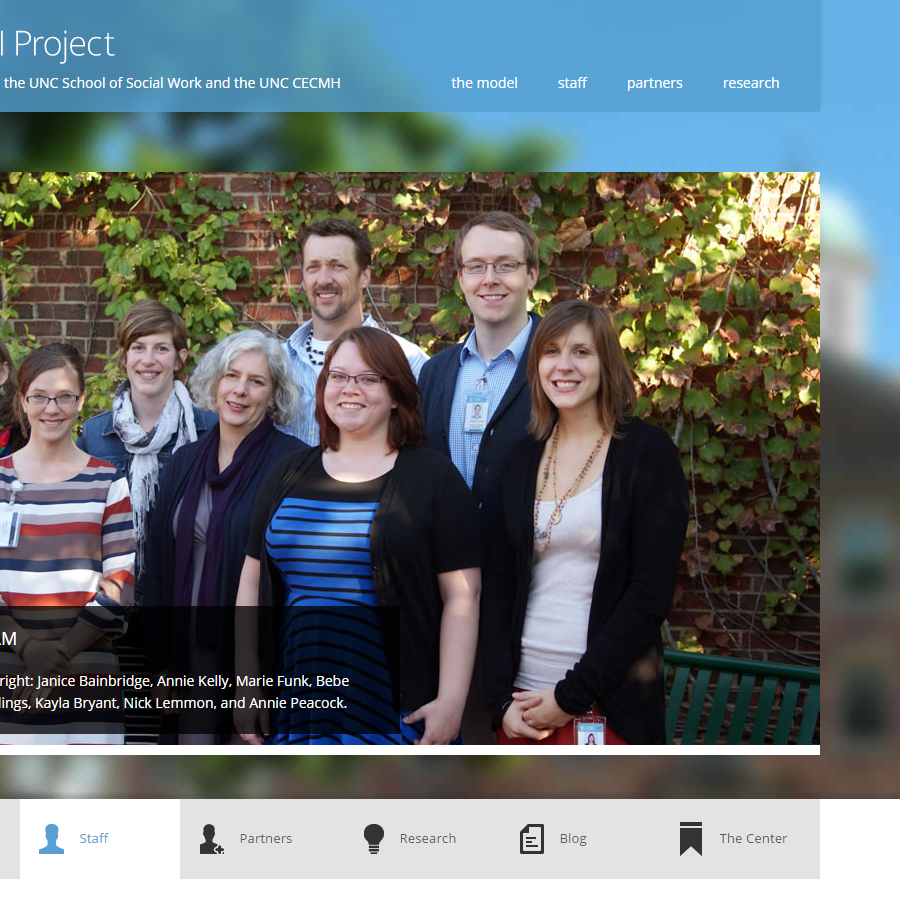 l Project
the UNC School of Social Work and the UNC CECMH
the model staff partners research
AM
right: Janice Bainbridge, Annie Kelly, Marie Funk, Bebe
lings, Kayla Bryant, Nick Lemmon, and Annie Peacock.
Staff Partners Research Blog The Center